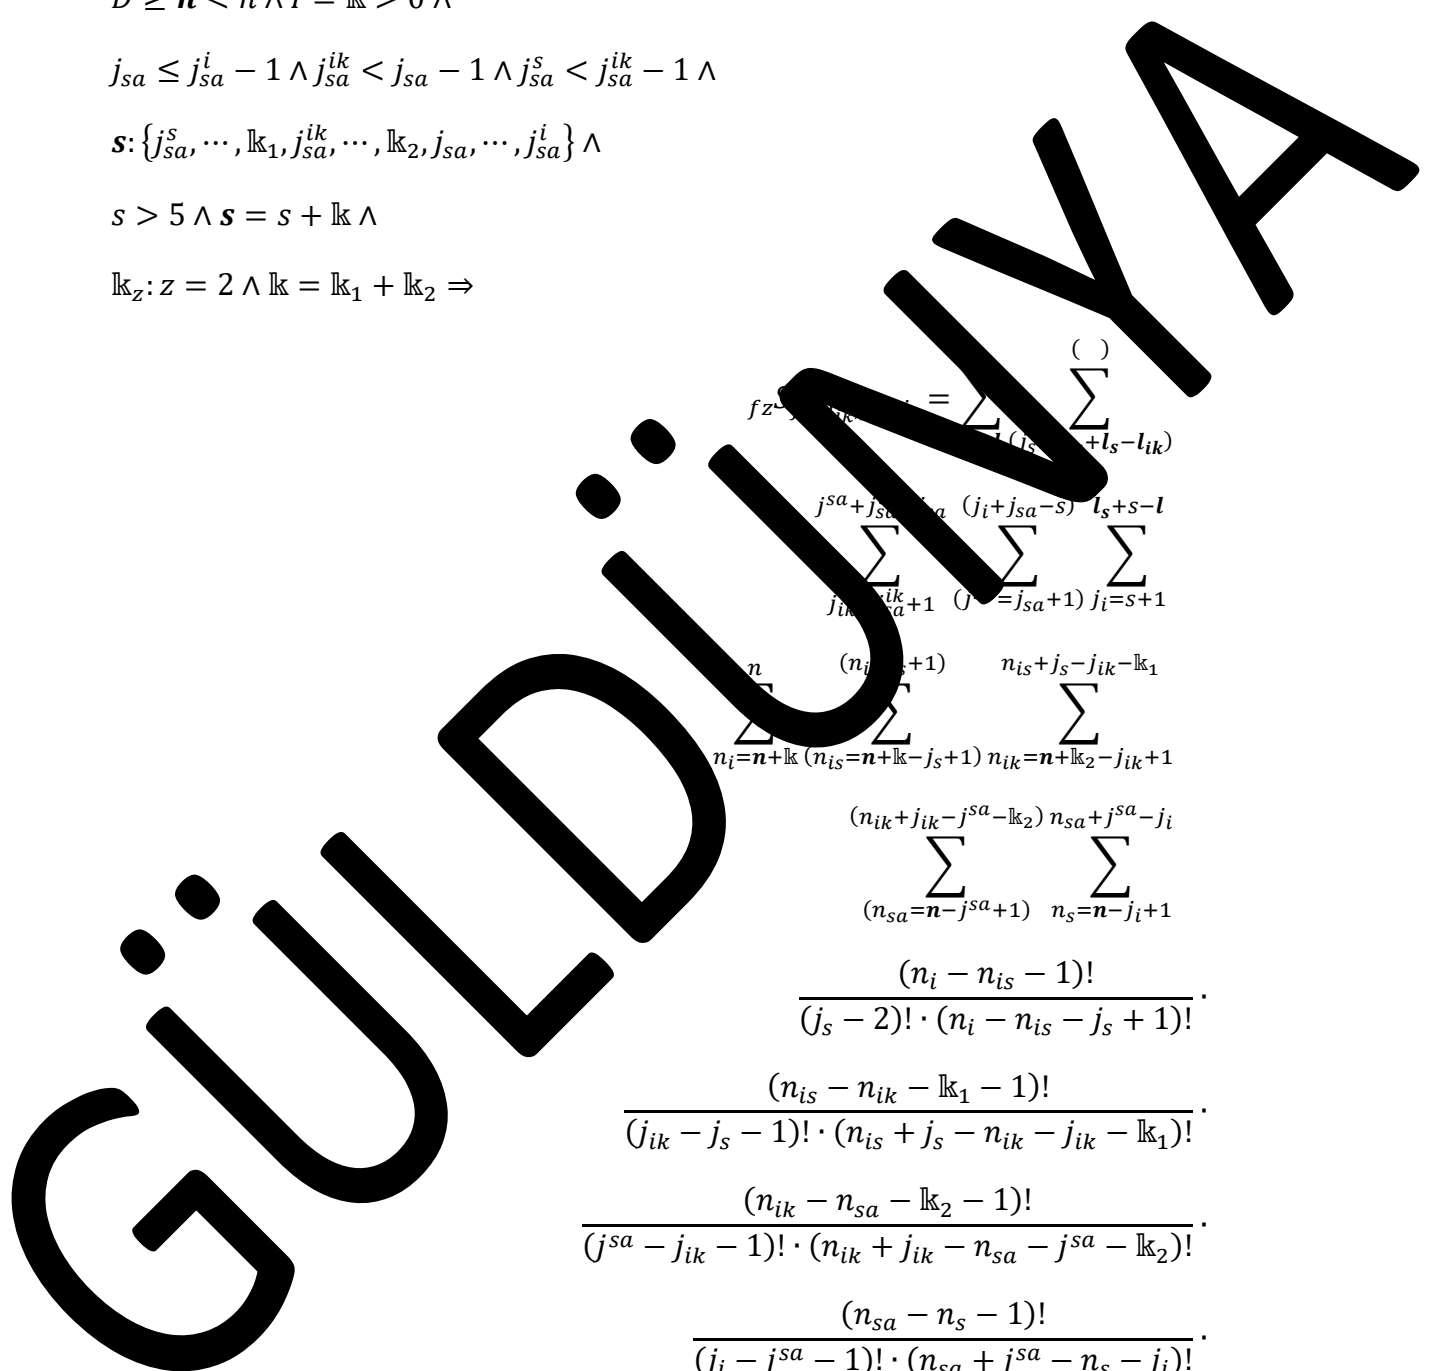 D ≥ 𝒏 < n ∧ I = 𝕜 > 0 ∧
j_{sa} ≤ j_{sa}^{i} − 1 ∧ j_{sa}^{ik} < j_{sa} − 1 ∧ j_{sa}^{s} < j_{sa}^{ik} − 1 ∧
𝒔: {j_{sa}^{s}, ⋯, 𝕜_1, j_{sa}^{ik}, ⋯, 𝕜_2, j_{sa}, ⋯, j_{sa}^{i}} ∧
s > 5 ∧ 𝒔 = s + 𝕜 ∧
𝕜_z: z = 2 ∧ 𝕜 = 𝕜_1 + 𝕜_2 ⇒
( )
fz = ∑ ∑
+𝒍_𝒔−𝒍_{𝒊𝒌})
(j_i+j_{sa}−s) 𝒍_𝒔+s−𝒍
∑ ∑ ∑
=j_{sa}+1) j_i=s+1
n n_{is}+j_s−j_{ik}−𝕜_1
∑ ∑ ∑
n_i=𝒏+𝕜 (n_{is}=𝒏+𝕜−j_s+1) n_{ik}=𝒏+𝕜_2−j_{ik}+1
(n_{ik}+j_{ik}−j^{sa}−𝕜_2) n_{sa}+j^{sa}−j_i
∑ ∑
(n_{sa}=𝒏−j^{sa}+1) n_s=𝒏−j_i+1
(n_i − n_{is} − 1)!
(j_s − 2)! · (n_i − n_{is} − j_s + 1)! ·
(n_{is} − n_{ik} − 𝕜_1 − 1)!
(j_{ik} − j_s − 1)! · (n_{is} + j_s − n_{ik} − j_{ik} − 𝕜_1)! ·
(n_{ik} − n_{sa} − 𝕜_2 − 1)!
(j^{sa} − j_{ik} − 1)! · (n_{ik} + j_{ik} − n_{sa} − j^{sa} − 𝕜_2)! ·
(n_{sa} − n_s − 1)!
(j_i − j^{sa} − 1)! · (n_{sa} + j^{sa} − n_s − j_i)! ·
GÜLDÜNYA